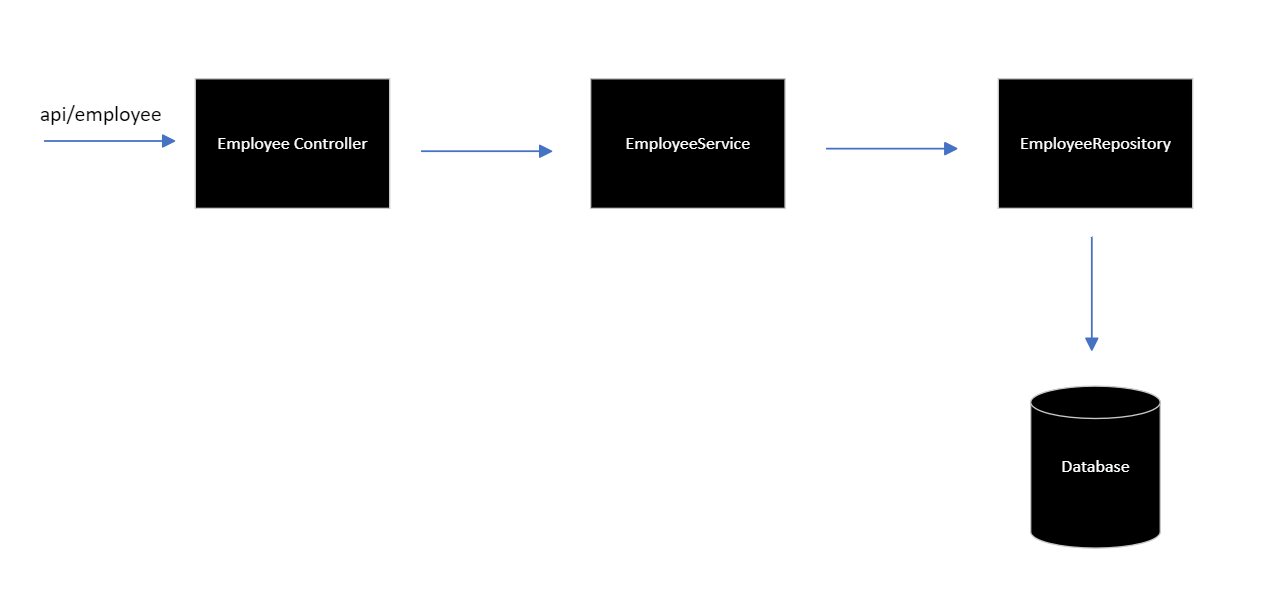 api/employee
Employee Controller
EmployeeService
EmployeeRepository
Database